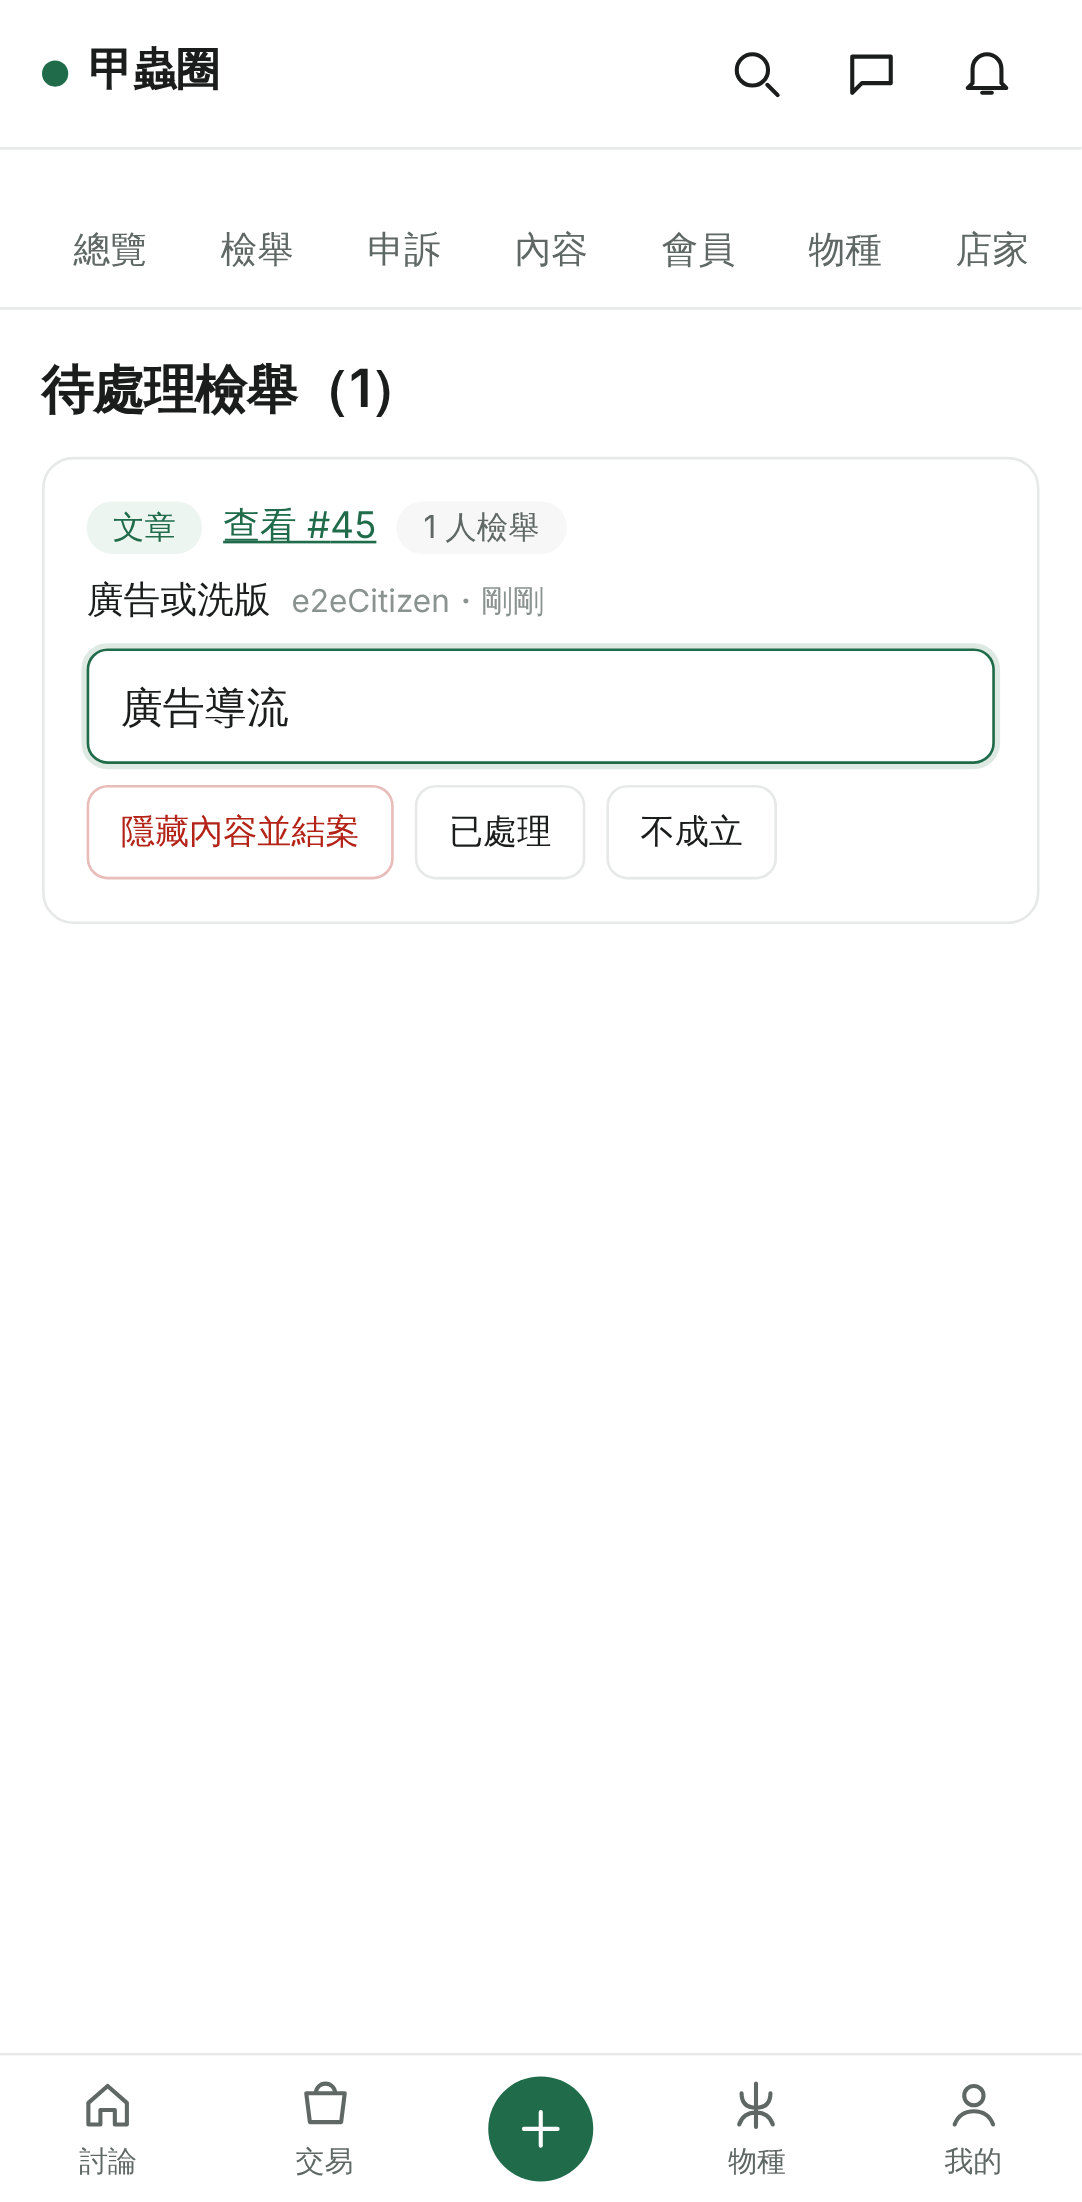 甲蟲圈
總覽 檢舉 申訴 內容 會員 物種 店家
待處理檢舉（1）
文章 查看 #45 1 人檢舉
廣告或洗版 e2eCitizen · 剛剛
廣告導流
隱藏內容並結案 已處理 不成立
討論 交易 物種 我的